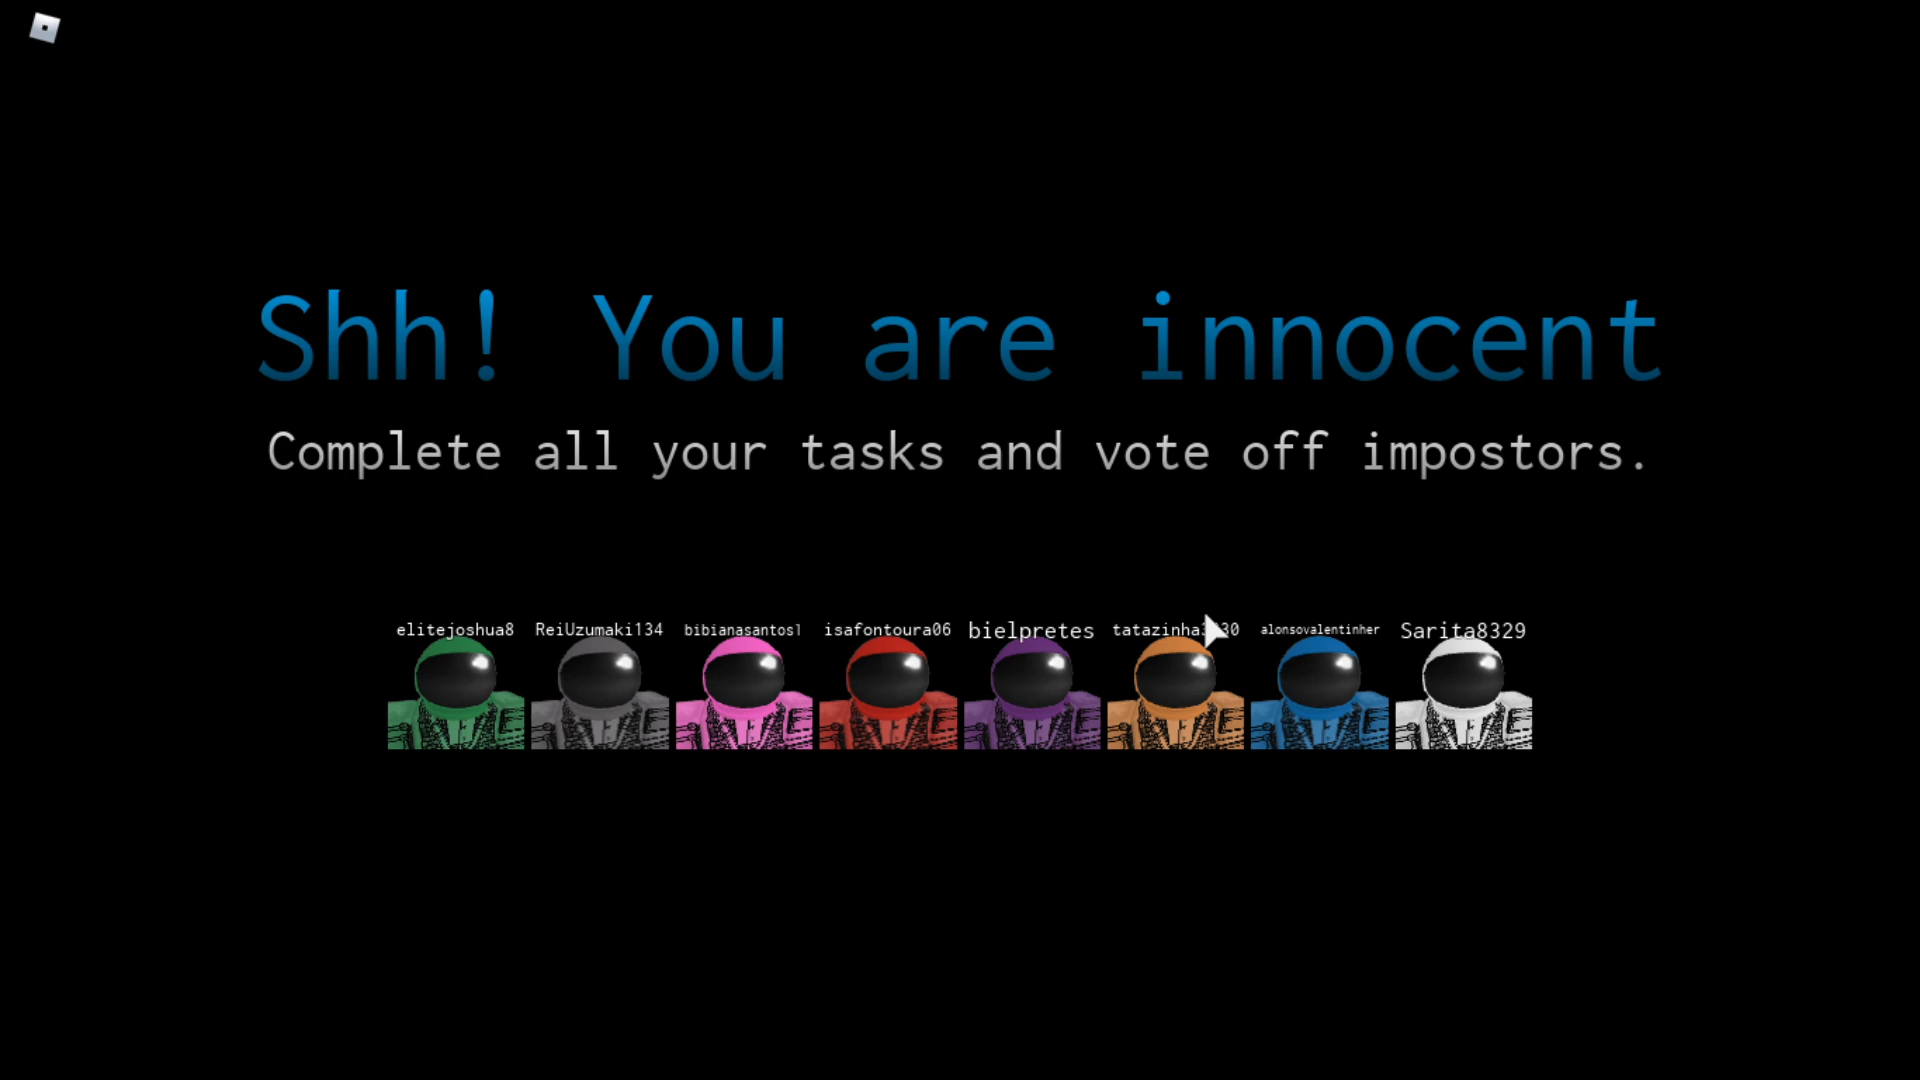 Shh! You are innocent
Complete all your tasks and vote off impostors.
elitejoshua8 ReiUzumaki134 bibianasantos1 isafontoura06 bielpretes alonsovalentinher Sarita8329